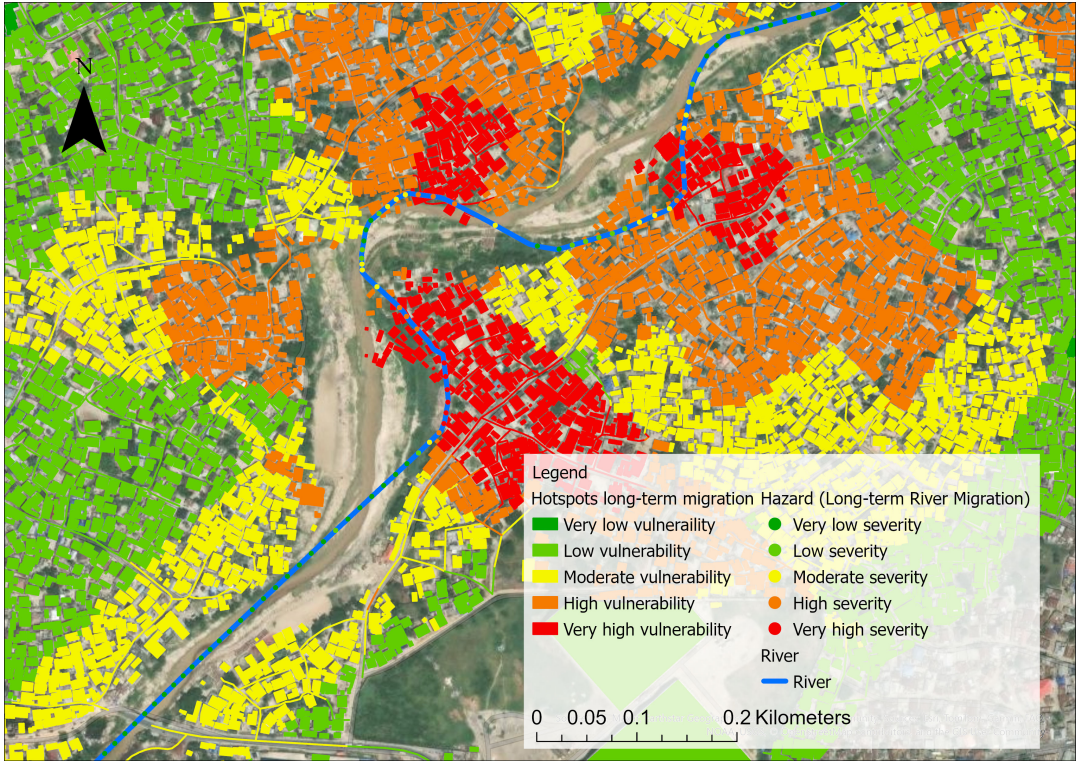 N
Legend
Hotspots long-term migration Hazard (Long-term River Migration)
Very low vulneraility Very low severity
Low vulnerability Low severity
Moderate vulnerability Moderate severity
High vulnerability High severity
Very high vulnerability Very high severity
River
River
0 0.05 0.1 0.2 Kilometers